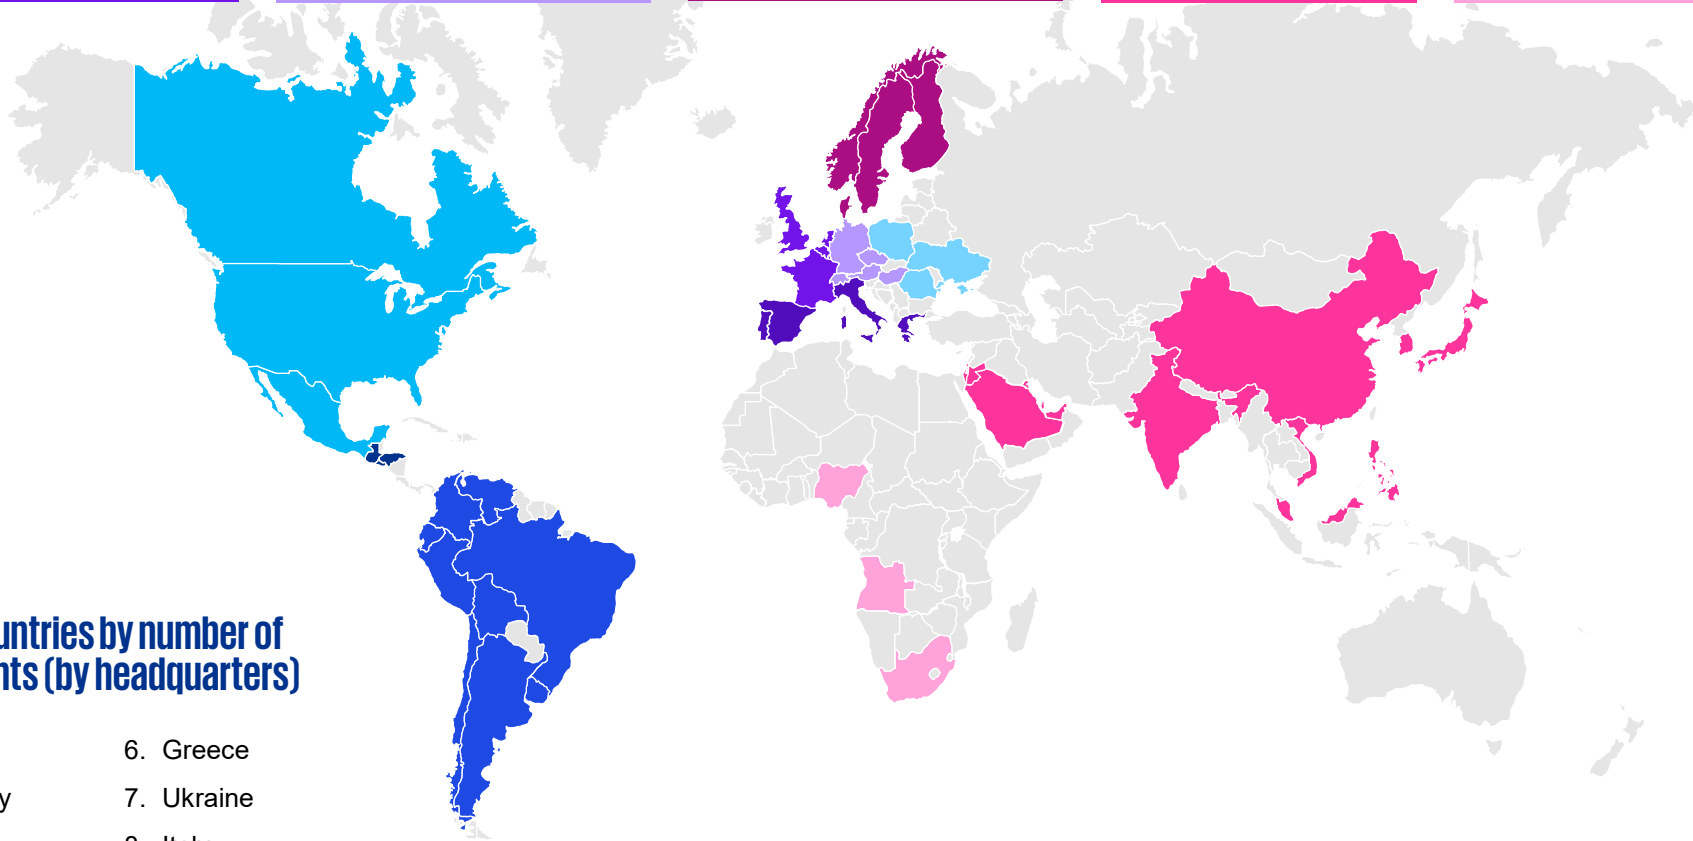 untries by number of
nts (by headquarters)
6. Greece
y
7. Ukraine